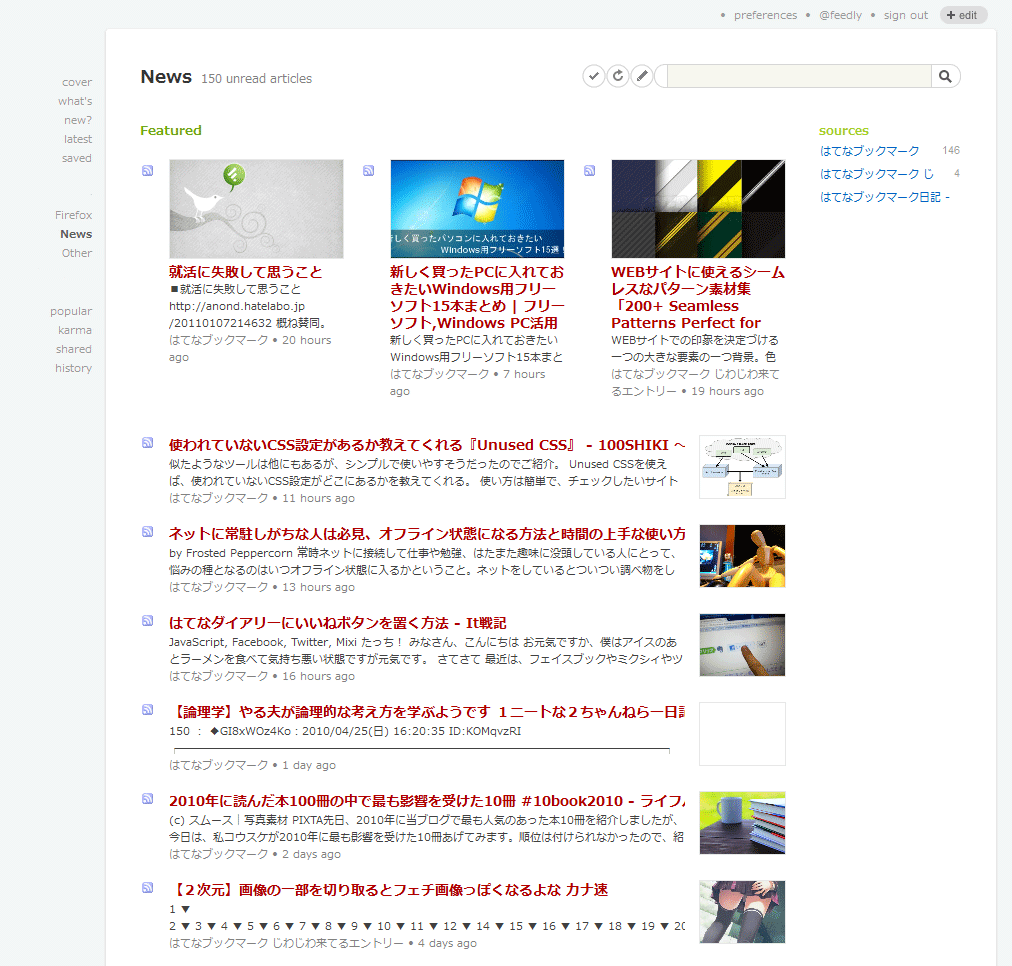 • preferences • @feedly • sign out + edit
cover
what's
new?
latest
saved
Firefox
News
Other
popular
karma
shared
history
News 150 unread articles
Featured
就活に失敗して思うこと
■就活に失敗して思うこと
http://anond.hatelabo.jp
/20110107214632 概ね賛同。
はてなブックマーク • 20 hours
ago
新しく買ったパソコンに入れておきたい
Windows用フリーソフト15選！
新しく買ったPCに入れてお
きたいWindows用フリー
ソフト15本まとめ | フリー
ソフト,Windows PC活用
新しく買ったPCに入れておきたい
Windows用フリーソフト15本まと
はてなブックマーク • 7 hours
ago
WEBサイトに使えるシーム
レスなパターン素材集
「200+ Seamless
Patterns Perfect for
WEBサイトでの印象を決定づける
一つの大きな要素の一つ背景。色
はてなブックマーク じわじわ来て
るエントリー • 19 hours ago
sources
はてなブックマーク 146
はてなブックマーク じ 4
はてなブックマーク日記 -
使われていないCSS設定があるか教えてくれる『Unused CSS』 - 100SHIKI ～
似たようなツールは他にもあるが、シンプルで使いやすそうだったのでご紹介。 Unused CSSを使え
ば、使われていないCSS設定がどこにあるかを教えてくれる。 使い方は簡単で、チェックしたいサイト
はてなブックマーク • 11 hours ago
ネットに常駐しがちな人は必見、オフライン状態になる方法と時間の上手な使い方
by Frosted Peppercorn 常時ネットに接続して仕事や勉強、はたまた趣味に没頭している人にとって、
悩みの種となるのはいつオフライン状態に入るかということ。ネットをしているとついつい調べ物をし
はてなブックマーク • 13 hours ago
はてなダイアリーにいいねボタンを置く方法 - It戦記
JavaScript, Facebook, Twitter, Mixi たっち！ みなさん、こんにちは お元気ですか、僕はアイスのあ
とラーメンを食べて気持ち悪い状態ですが元気です。 さてさて 最近は、フェイスブックやミクシィやツ
はてなブックマーク • 16 hours ago
【論理学】やる夫が論理的な考え方を学ぶようです １ニートな２ちゃんねらー日記
150 ： ◆GI8xWOz4Ko：2010/04/25(日) 16:20:35 ID:KOMqvzRI
はてなブックマーク • 1 day ago
2010年に読んだ本100冊の中で最も影響を受けた10冊 #10book2010 - ライフハ
(c) スムース｜写真素材 PIXTA先日、2010年に当ブログで最も人気のあった本10冊を紹介しましたが、
今日は、私コウスケが2010年に最も影響を受けた10冊あげてみます。順位は付けられなかったので、紹
はてなブックマーク • 2 days ago
【２次元】画像の一部を切り取るとフェチ画像っぽくなるよな カナ速
1 ▼
2 ▼ 3 ▼ 4 ▼ 5 ▼ 6 ▼ 7 ▼ 8 ▼ 9 ▼ 10 ▼ 11 ▼ 12 ▼ 14 ▼ 15 ▼ 16 ▼ 17 ▼ 18 ▼ 19 ▼ 20
はてなブックマーク じわじわ来てるエントリー • 4 days ago